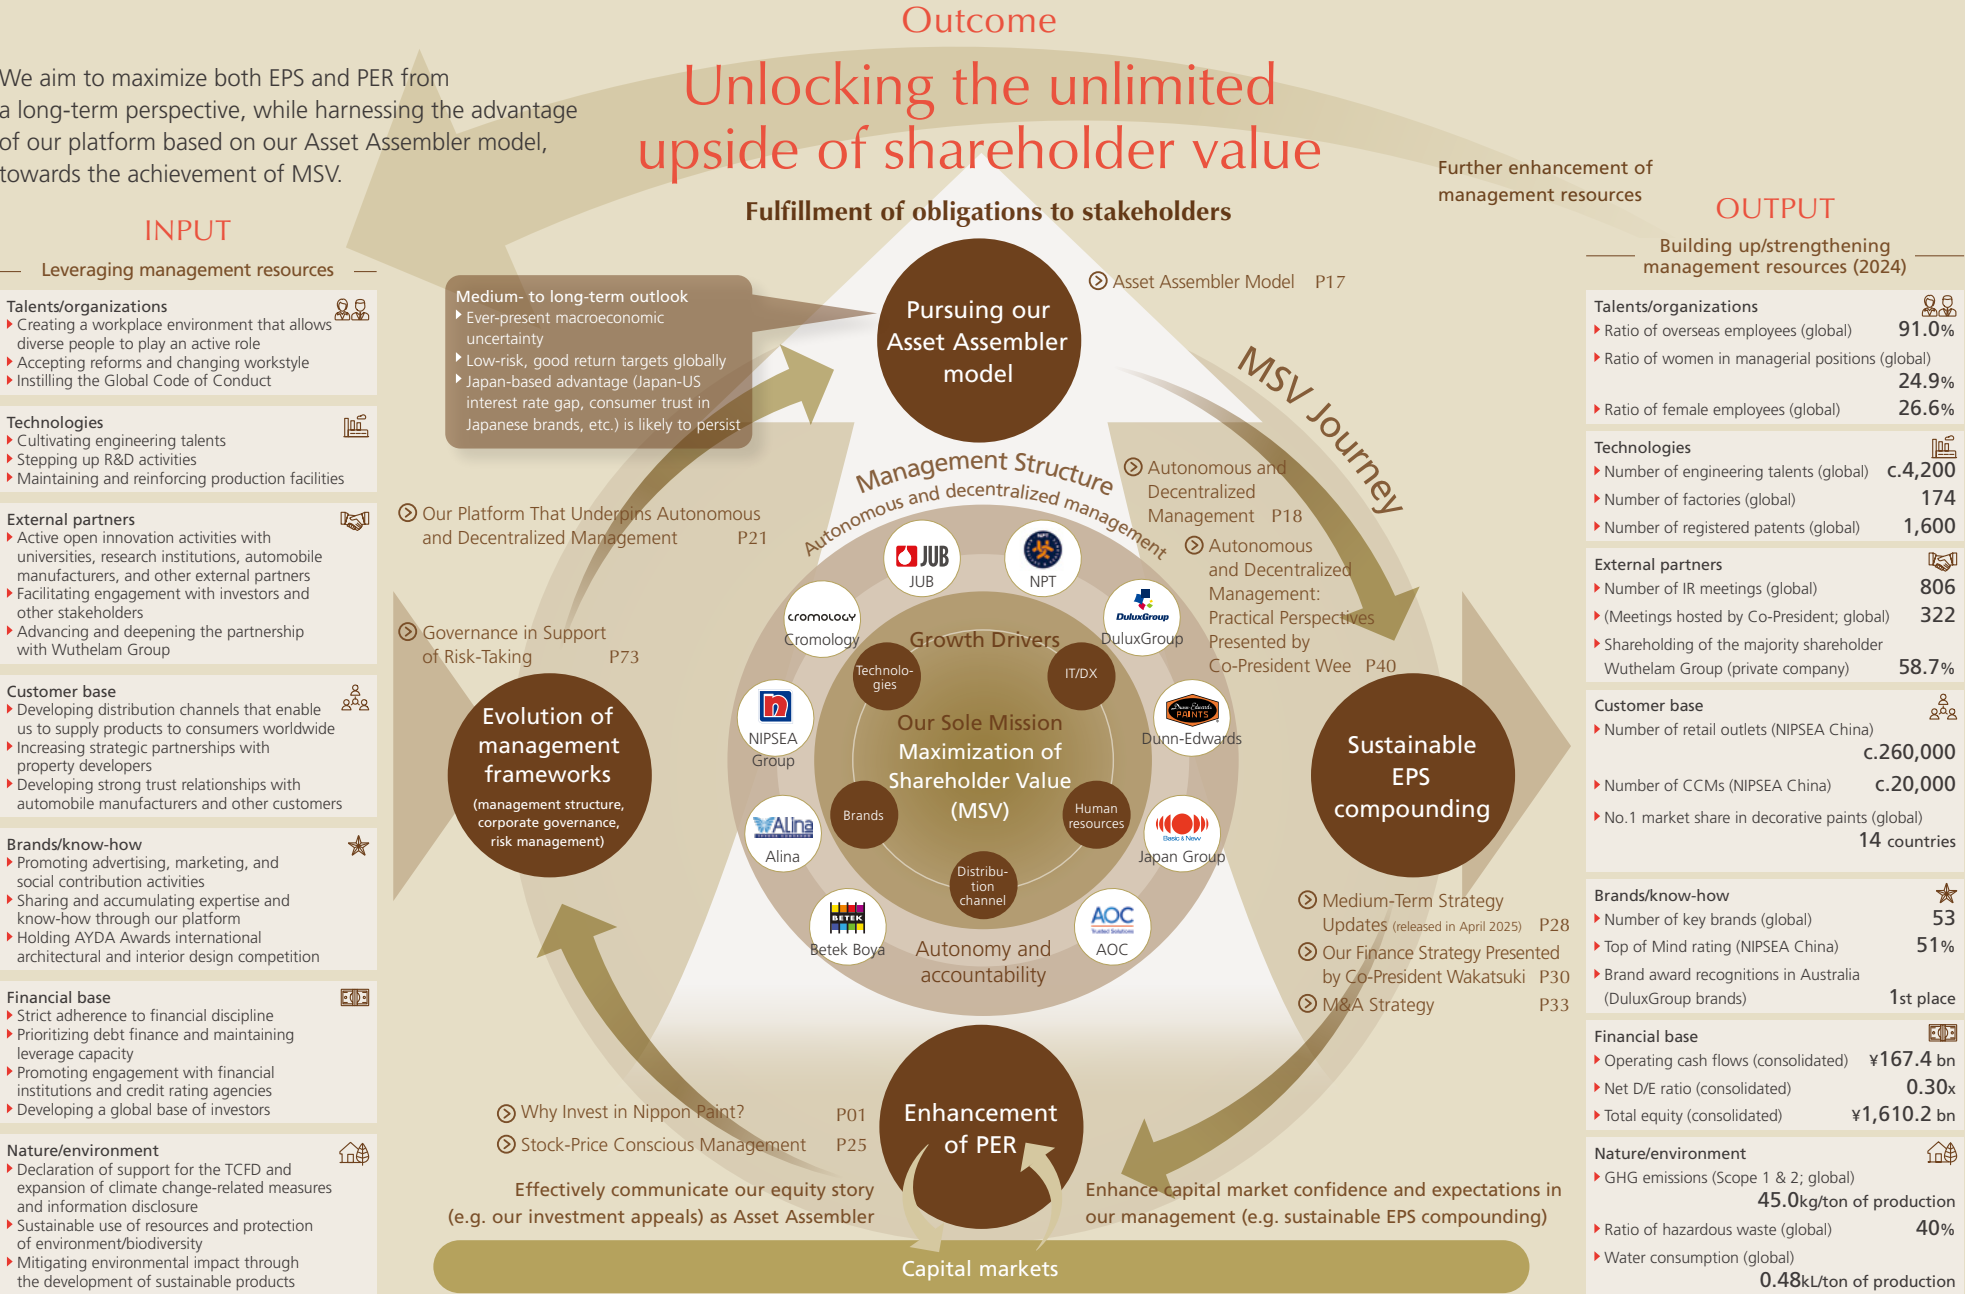 Outcome
Unlocking the unlimited
upside of shareholder value
Fulfillment of obligations to stakeholders
We aim to maximize both EPS and PER from
a long-term perspective, while harnessing the advantage
of our platform based on our Asset Assembler model,
towards the achievement of MSV.
INPUT
Leveraging management resources
Talents/organizations
Creating a workplace environment that allows
diverse people to play an active role
Accepting reforms and changing workstyle
Instilling the Global Code of Conduct
Technologies
Cultivating engineering talents
Stepping up R&D activities
Maintaining and reinforcing production facilities
External partners
Active open innovation activities with
universities, research institutions, automobile
manufacturers, and other external partners
Facilitating engagement with investors and
other stakeholders
Advancing and deepening the partnership
with Wuthelam Group
Customer base
Developing distribution channels that enable
us to supply products to consumers worldwide
Increasing strategic partnerships with
property developers
Developing strong trust relationships with
automobile manufacturers and other customers
Brands/know-how
Promoting advertising, marketing, and
social contribution activities
Sharing and accumulating expertise and
know-how through our platform
Holding AYDA Awards international
architectural and interior design competition
Financial base
Strict adherence to financial discipline
Prioritizing debt finance and maintaining
leverage capacity
Promoting engagement with financial
institutions and credit rating agencies
Developing a global base of investors
Nature/environment
Declaration of support for the TCFD and
expansion of climate change-related measures
and information disclosure
Sustainable use of resources and protection
of environment/biodiversity
Mitigating environmental impact through
the development of sustainable products
Medium- to long-term outlook
Ever-present macroeconomic
uncertainty
Low-risk, good return targets globally
Japan-based advantage (Japan-US
interest rate gap, consumer trust in
Japanese brands, etc.) is likely to persist
Pursuing our
Asset Assembler
model
Asset Assembler Model P17
MSV Journey
Management Structure
Autonomous and decentralized management
Autonomous and
Decentralized
Management P18
Autonomous
and Decentralized
Management:
Practical Perspectives
Presented by
Co-President Wee P40
Our Platform That Underpins Autonomous
and Decentralized Management P21
Governance in Support
of Risk-Taking P73
Evolution of
management
frameworks
(management structure,
corporate governance,
risk management)
JUB
JUB
NPT
NPT
CROMOLOGY
Cromology
DuluxGroup
DuluxGroup
NIPSEA
Group
Dunn-Edwards
PAINTS
Dunn-Edwards
Alina
Alina
Basic & New
Japan Group
BETEK
Betek Boya
AOC
Trusted Solutions
AOC
Growth Drivers
Technolo-
gies
IT/DX
Our Sole Mission
Maximization of
Shareholder Value
(MSV)
Brands
Human
resources
Distribu-
tion
channel
Autonomy and
accountability
Sustainable
EPS
compounding
Medium-Term Strategy
Updates (released in April 2025) P28
Our Finance Strategy Presented
by Co-President Wakatsuki P30
M&A Strategy P33
Why Invest in Nippon Paint? P01
Stock-Price Conscious Management P25
Enhancement
of PER
Effectively communicate our equity story
(e.g. our investment appeals) as Asset Assembler
Enhance capital market confidence and expectations in
our management (e.g. sustainable EPS compounding)
Capital markets
Further enhancement of
management resources
OUTPUT
Building up/strengthening
management resources (2024)
Talents/organizations
Ratio of overseas employees (global) 91.0%
Ratio of women in managerial positions (global)
24.9%
Ratio of female employees (global) 26.6%
Technologies
Number of engineering talents (global) c.4,200
Number of factories (global) 174
Number of registered patents (global) 1,600
External partners
Number of IR meetings (global) 806
(Meetings hosted by Co-President; global) 322
Shareholding of the majority shareholder
Wuthelam Group (private company) 58.7%
Customer base
Number of retail outlets (NIPSEA China)
c.260,000
Number of CCMs (NIPSEA China) c.20,000
No.1 market share in decorative paints (global)
14 countries
Brands/know-how
Number of key brands (global) 53
Top of Mind rating (NIPSEA China) 51%
Brand award recognitions in Australia
(DuluxGroup brands) 1st place
Financial base
Operating cash flows (consolidated) ¥167.4 bn
Net D/E ratio (consolidated) 0.30x
Total equity (consolidated) ¥1,610.2 bn
Nature/environment
GHG emissions (Scope 1 & 2; global)
45.0kg/ton of production
Ratio of hazardous waste (global) 40%
Water consumption (global)
0.48kL/ton of production